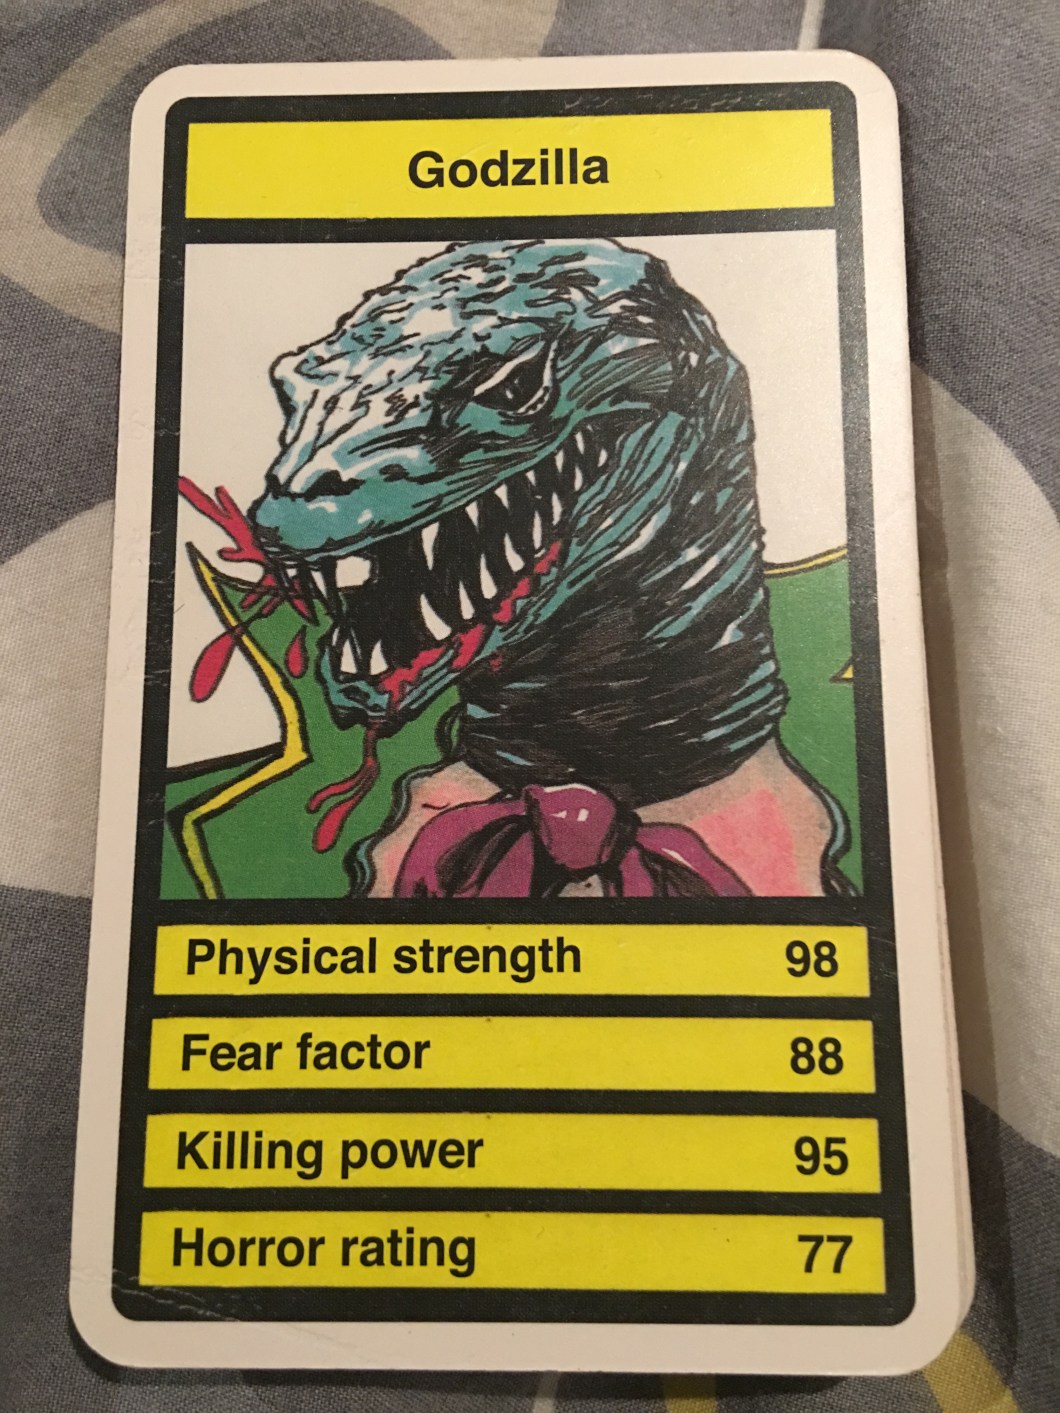 Godzilla
Physical strength 98
Fear factor 88
Killing power 95
Horror rating 77